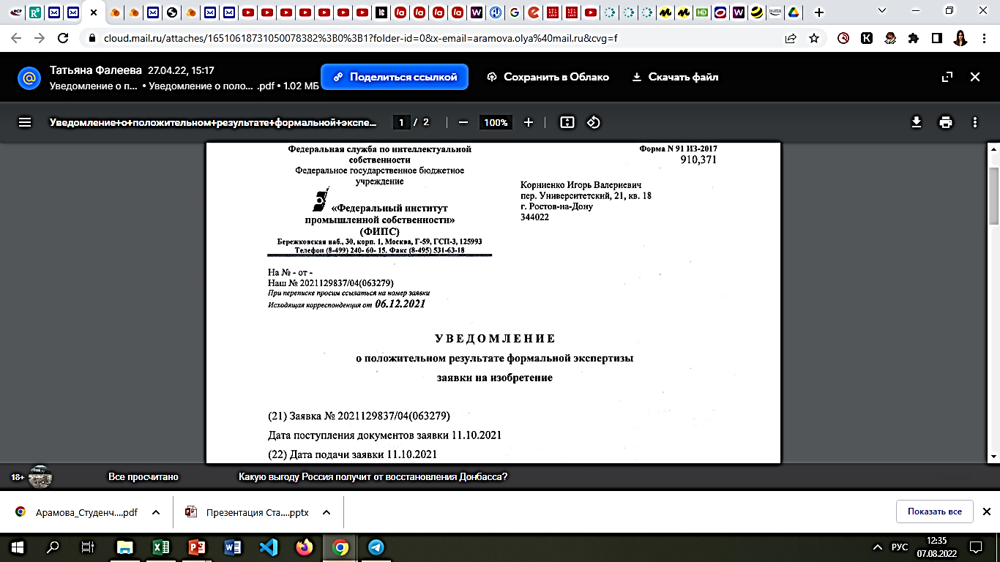 cloud.mail.ru/attaches/16510618731050078382%3B0%3B1?folder-id=0&x-email=aramova.olya%40mail.ru&cvg=f
Татьяна Фалеева 27.04.22, 15:17
Уведомление о п... • Уведомление о поло... .pdf • 1.02 МБ
Поделиться ссылкой
Сохранить в Облако
Скачать файл
Уведомление+о+положительном+результате+формальной+экспе...
1 / 2
100%
Федеральная служба по интеллектуальной
собственности
Федеральное государственное бюджетное
учреждение
«Федеральный институт
промышленной собственности»
(ФИПС)
Бережковская наб., 30, корп. 1, Москва, Г-59, ГСП-3, 125993
Телефон (8-499) 240- 60- 15. Факс (8-495) 531-63-18
Форма N 91 ИЗ-2017
910,371
Корниенко Игорь Валериевич
пер. Университетский, 21, кв. 18
г. Ростов-на-Дону
344022
На № - от -
Наш № 2021129837/04(063279)
При переписке просим ссылаться на номер заявки
Исходящая корреспонденция от 06.12.2021
УВЕДОМЛЕНИЕ
о положительном результате формальной экспертизы
заявки на изобретение
(21) Заявка № 2021129837/04(063279)
Дата поступления документов заявки 11.10.2021
(22) Дата подачи заявки 11.10.2021
18+
Все просчитано
Какую выгоду Россия получит от восстановления Донбасса?
Арамова_Студенч....pdf
Презентация Ста....pptx
Показать все
РУС
12:35
07.08.2022